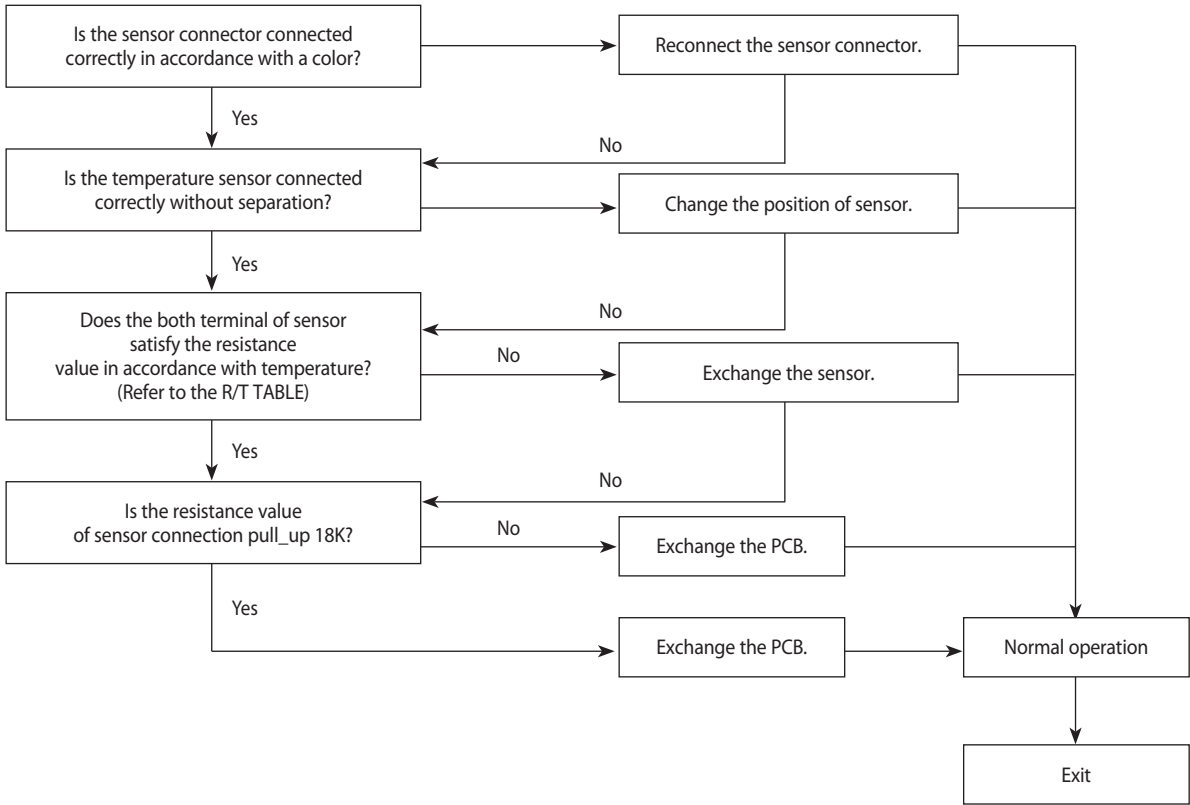 Is the sensor connector connected
correctly in accordance with a color?
Reconnect the sensor connector.
Yes
No
Is the temperature sensor connected
correctly without separation?
Change the position of sensor.
Yes
No
Does the both terminal of sensor
satisfy the resistance
value in accordance with temperature?
(Refer to the R/T TABLE)
No
Exchange the sensor.
Yes
No
Is the resistance value
of sensor connection pull_up 18K?
No
Exchange the PCB.
Yes
Exchange the PCB.
Normal operation
Exit